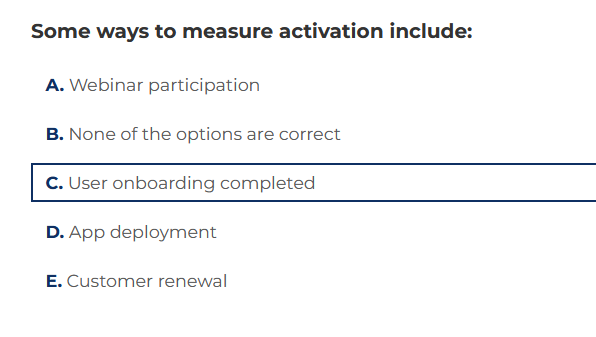 Some ways to measure activation include:
A. Webinar participation
B. None of the options are correct
C. User onboarding completed
D. App deployment
E. Customer renewal